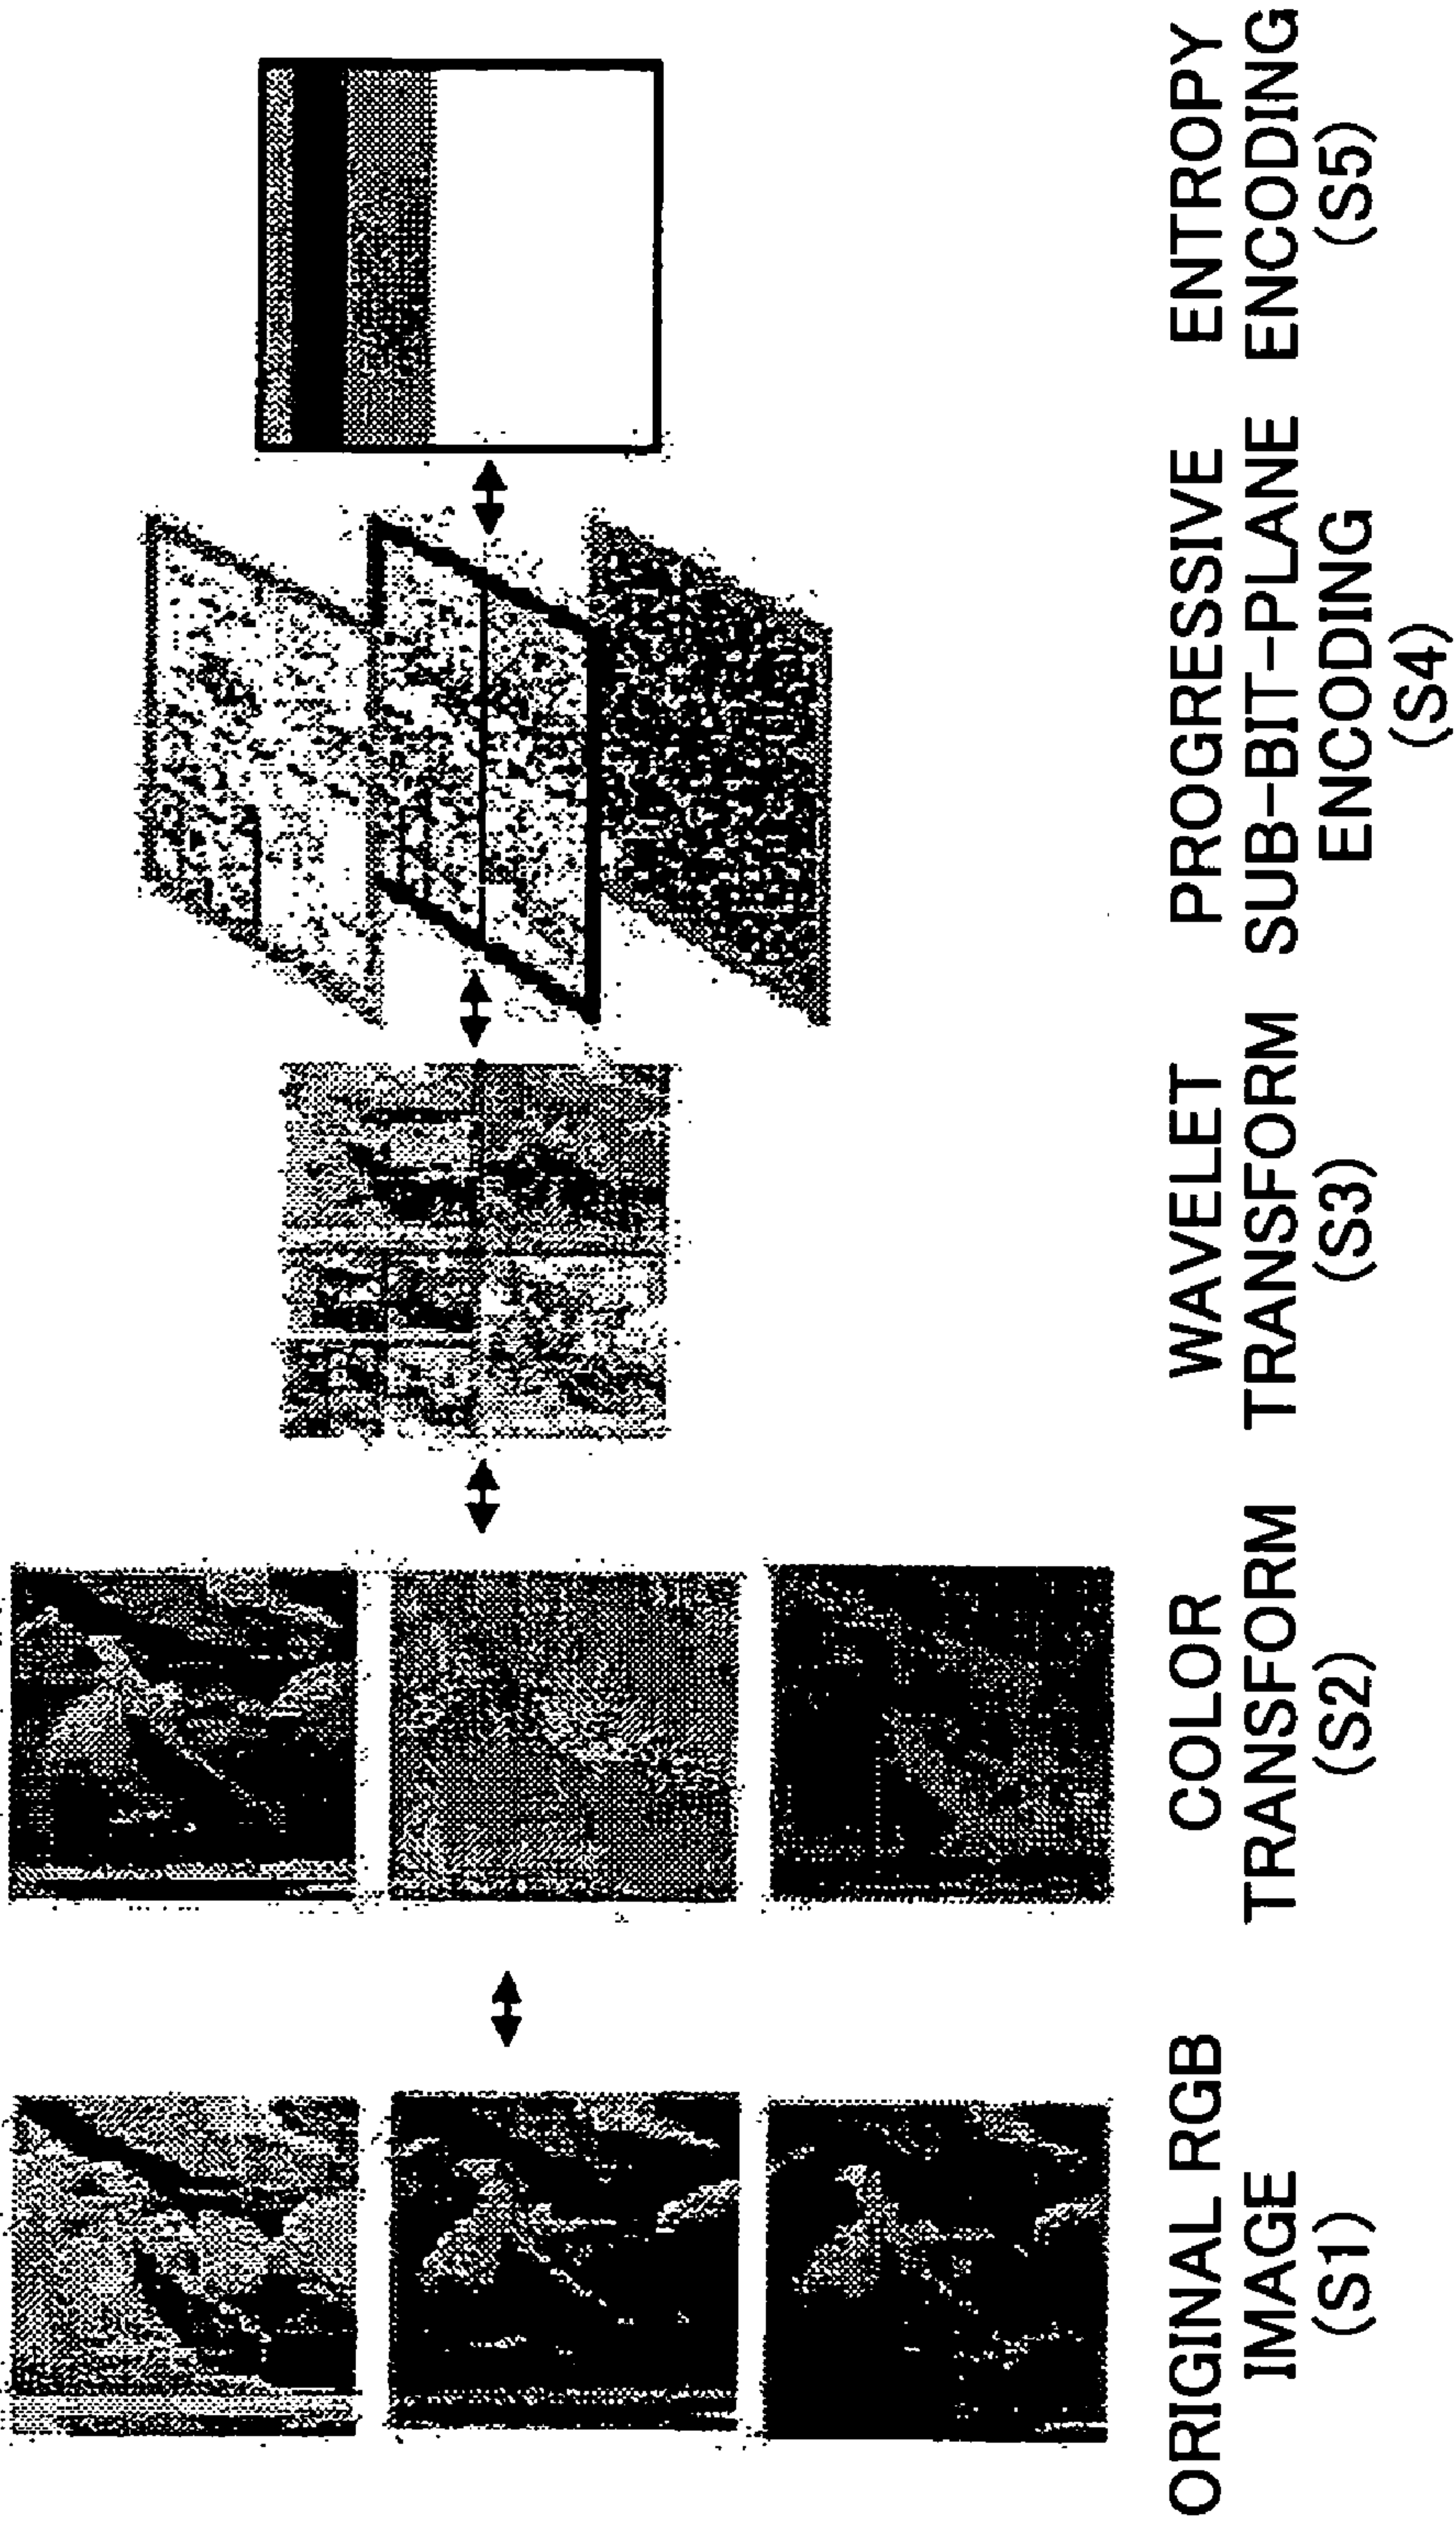 ORIGINAL RGB
IMAGE
(S1)
COLOR
TRANSFORM
(S2)
WAVELET
TRANSFORM
(S3)
PROGRESSIVE
SUB-BIT-PLANE
ENCODING
(S4)
ENTROPY
ENCODING
(S5)